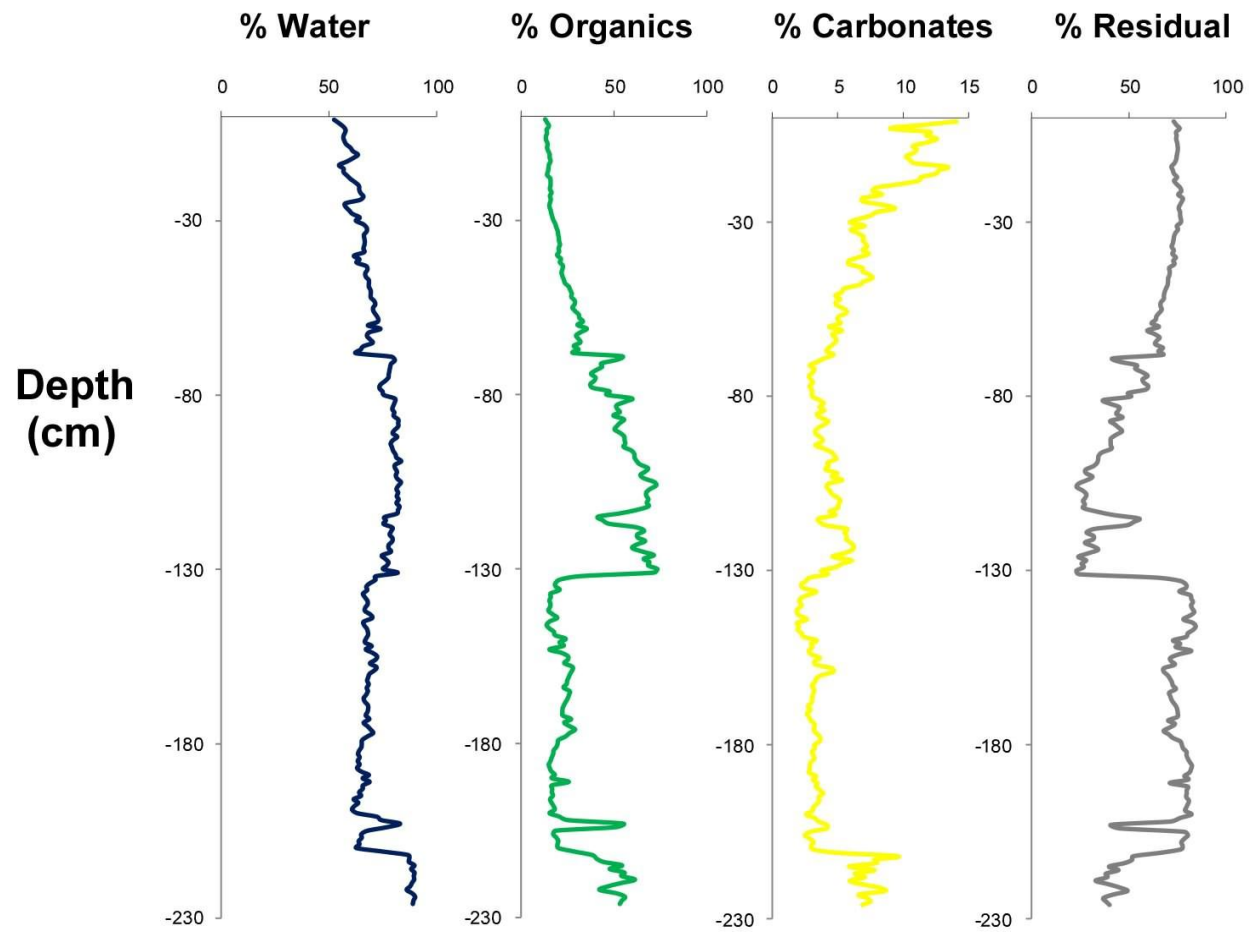 % Water % Organics % Carbonates % Residual
0 50 100 0 50 100 0 5 10 15 0 50 100
-30 -30 -30 -30
Depth
(cm)
-80 -80 -80 -80
-130 -130 -130 -130
-180 -180 -180 -180
-230 -230 -230 -230